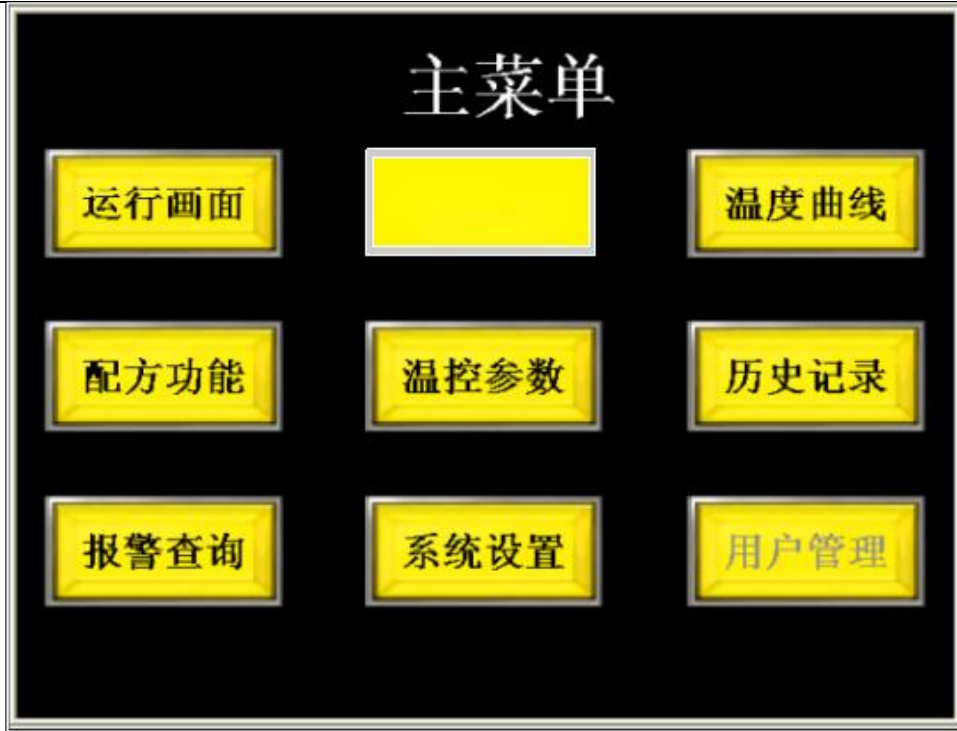 主菜单
运行画面
温度曲线
配方功能
温控参数
历史记录
报警查询
系统设置
用户管理